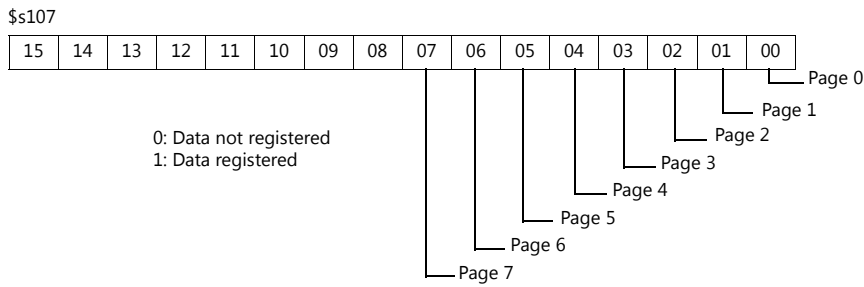 $s107
15 14 13 12 11 10 09 08 07 06 05 04 03 02 01 00
Page 0
Page 1
0: Data not registered
Page 2
1: Data registered
Page 3
Page 4
Page 5
Page 6
Page 7